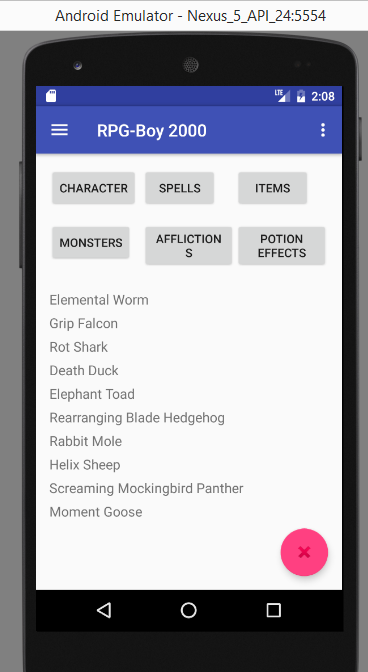 Android Emulator - Nexus_5_API_24:5554
LTE 2:08
RPG-Boy 2000
CHARACTER SPELLS ITEMS
MONSTERS AFFLICTION POTION
S EFFECTS
Elemental Worm
Grip Falcon
Rot Shark
Death Duck
Elephant Toad
Rearranging Blade Hedgehog
Rabbit Mole
Helix Sheep
Screaming Mockingbird Panther
Moment Goose